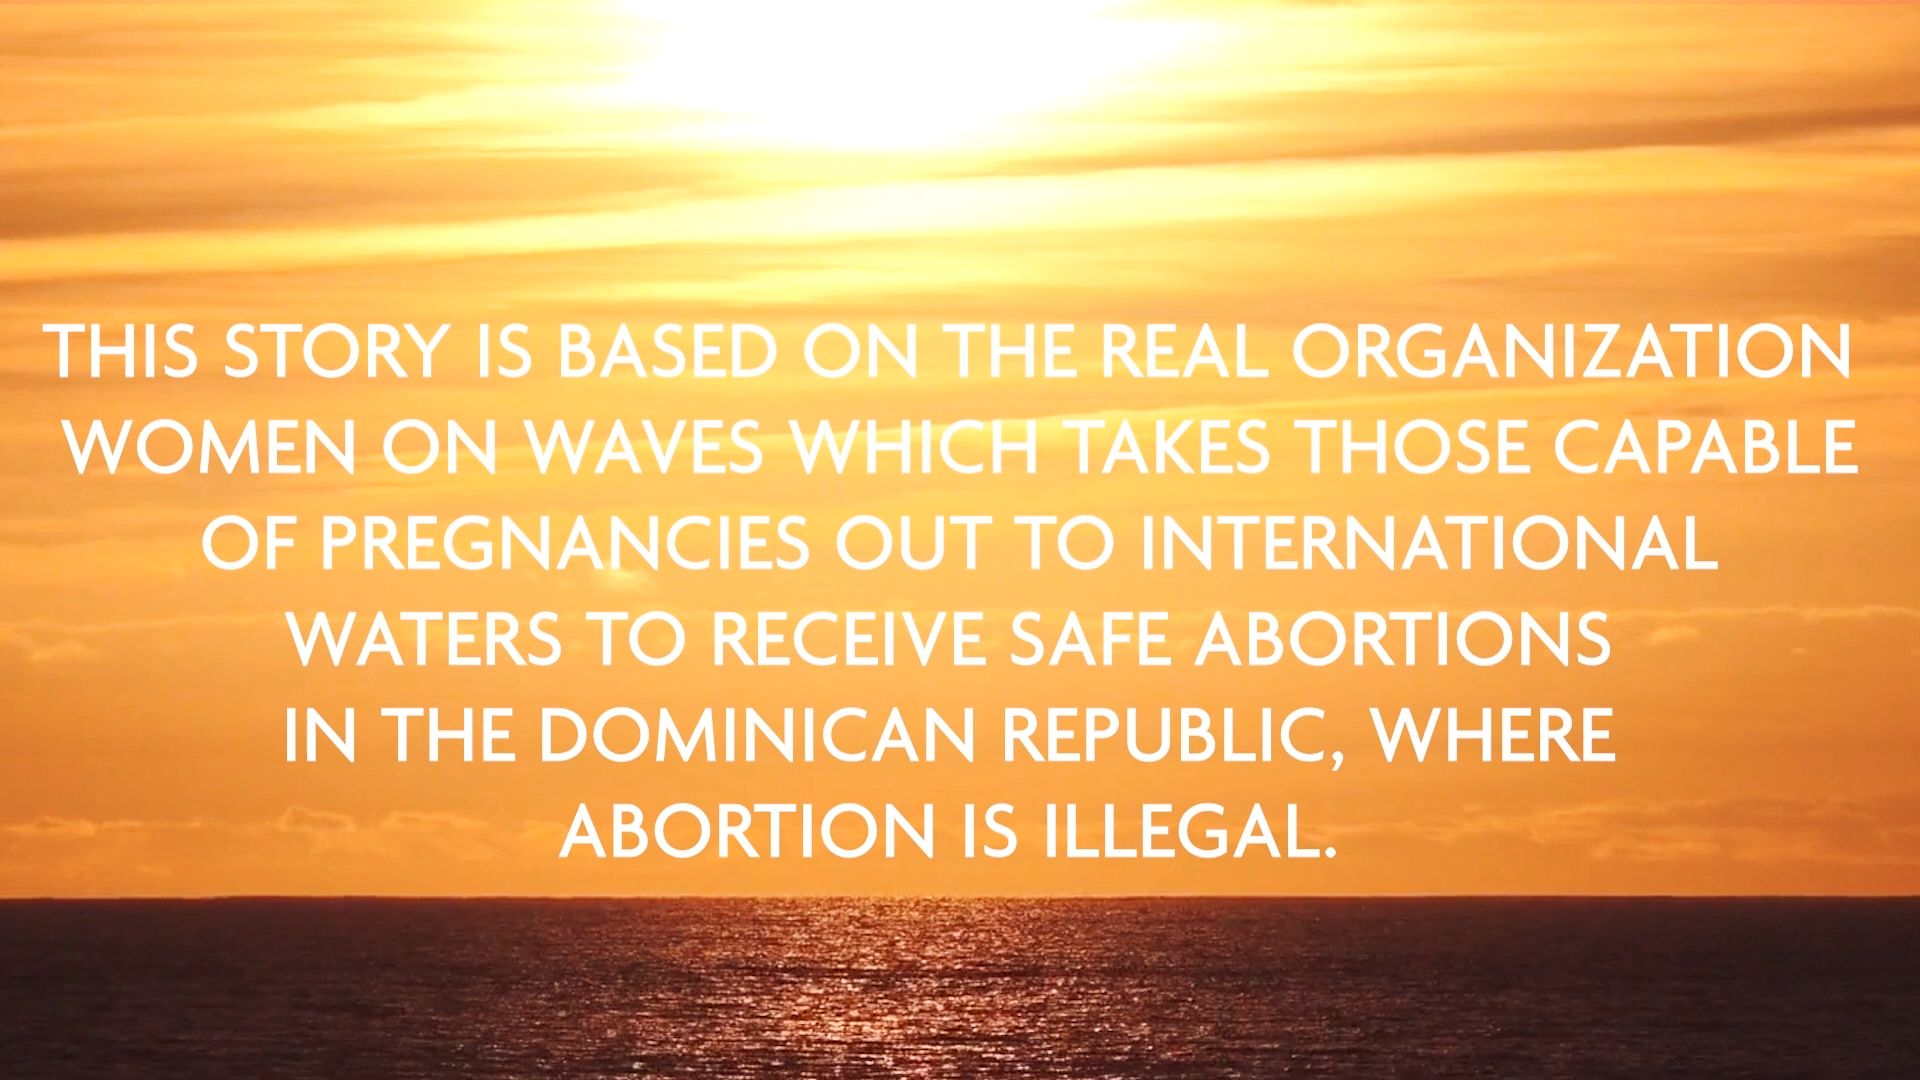 THIS STORY IS BASED ON THE REAL ORGANIZATION
WOMEN ON WAVES WHICH TAKES THOSE CAPABLE
OF PREGNANCIES OUT TO INTERNATIONAL
WATERS TO RECEIVE SAFE ABORTIONS
IN THE DOMINICAN REPUBLIC, WHERE
ABORTION IS ILLEGAL.